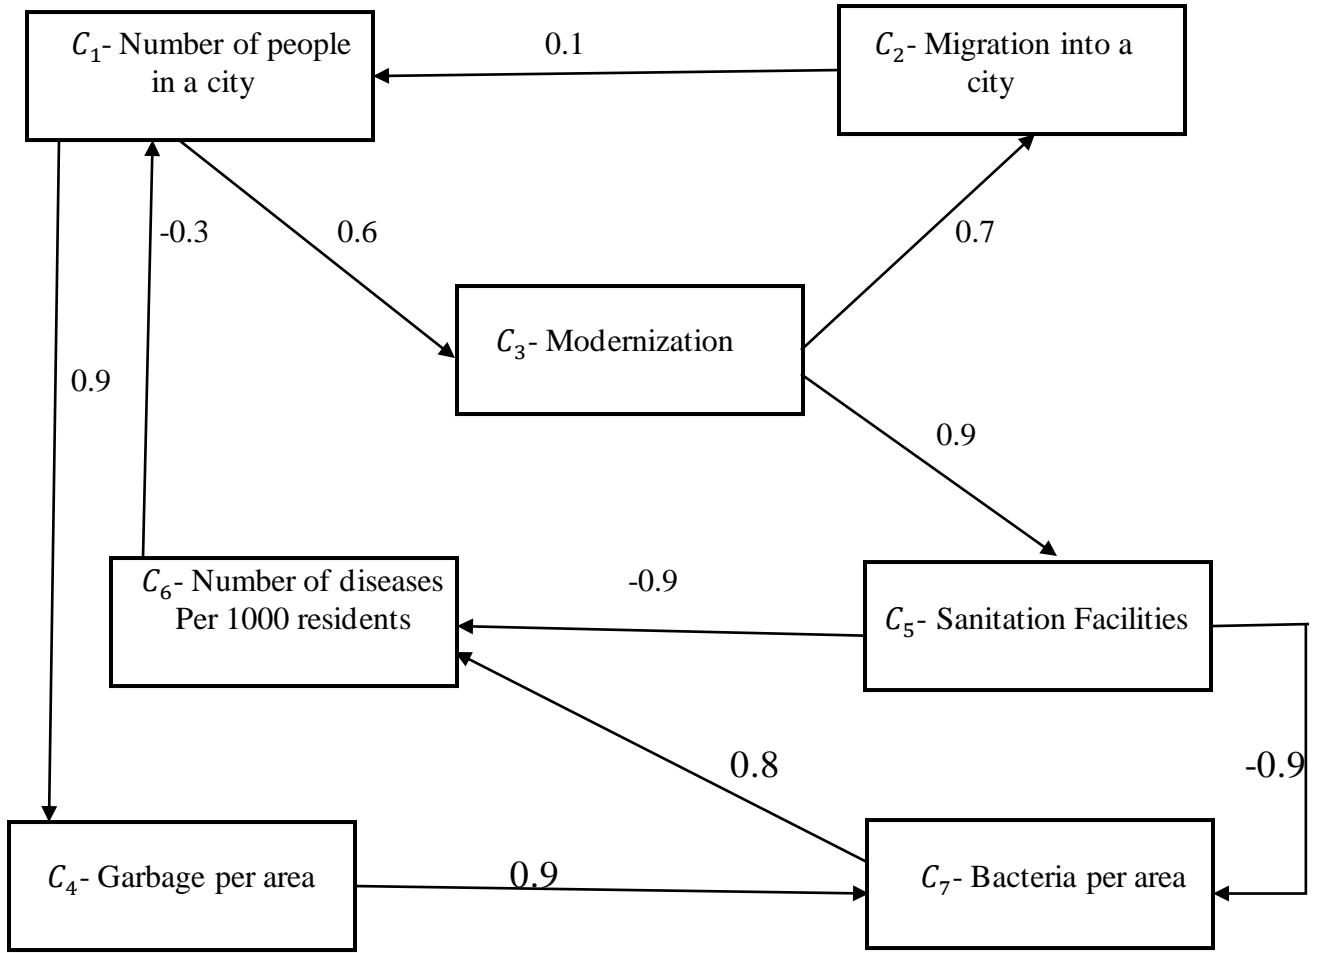 C₁- Number of people
in a city
0.1
C₂- Migration into a
city
-0.3
0.6
0.7
C₃- Modernization
0.9
0.9
C₆- Number of diseases
Per 1000 residents
-0.9
C₅- Sanitation Facilities
0.8
-0.9
C₄- Garbage per area
0.9
C₇- Bacteria per area